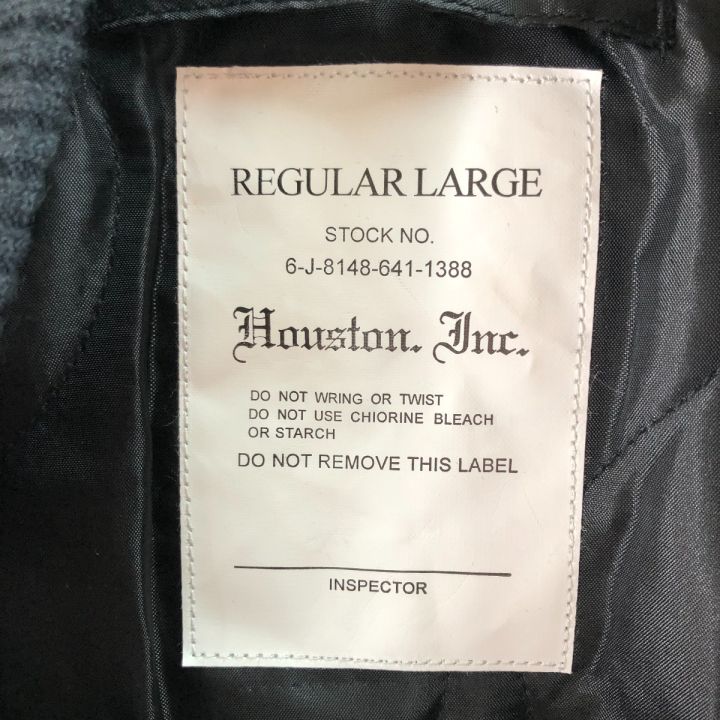 REGULAR LARGE
STOCK NO.
6-J-8148-641-1388
Houston. Inc.
DO NOT WRING OR TWIST
DO NOT USE CHIORINE BLEACH
OR STARCH
DO NOT REMOVE THIS LABEL
INSPECTOR